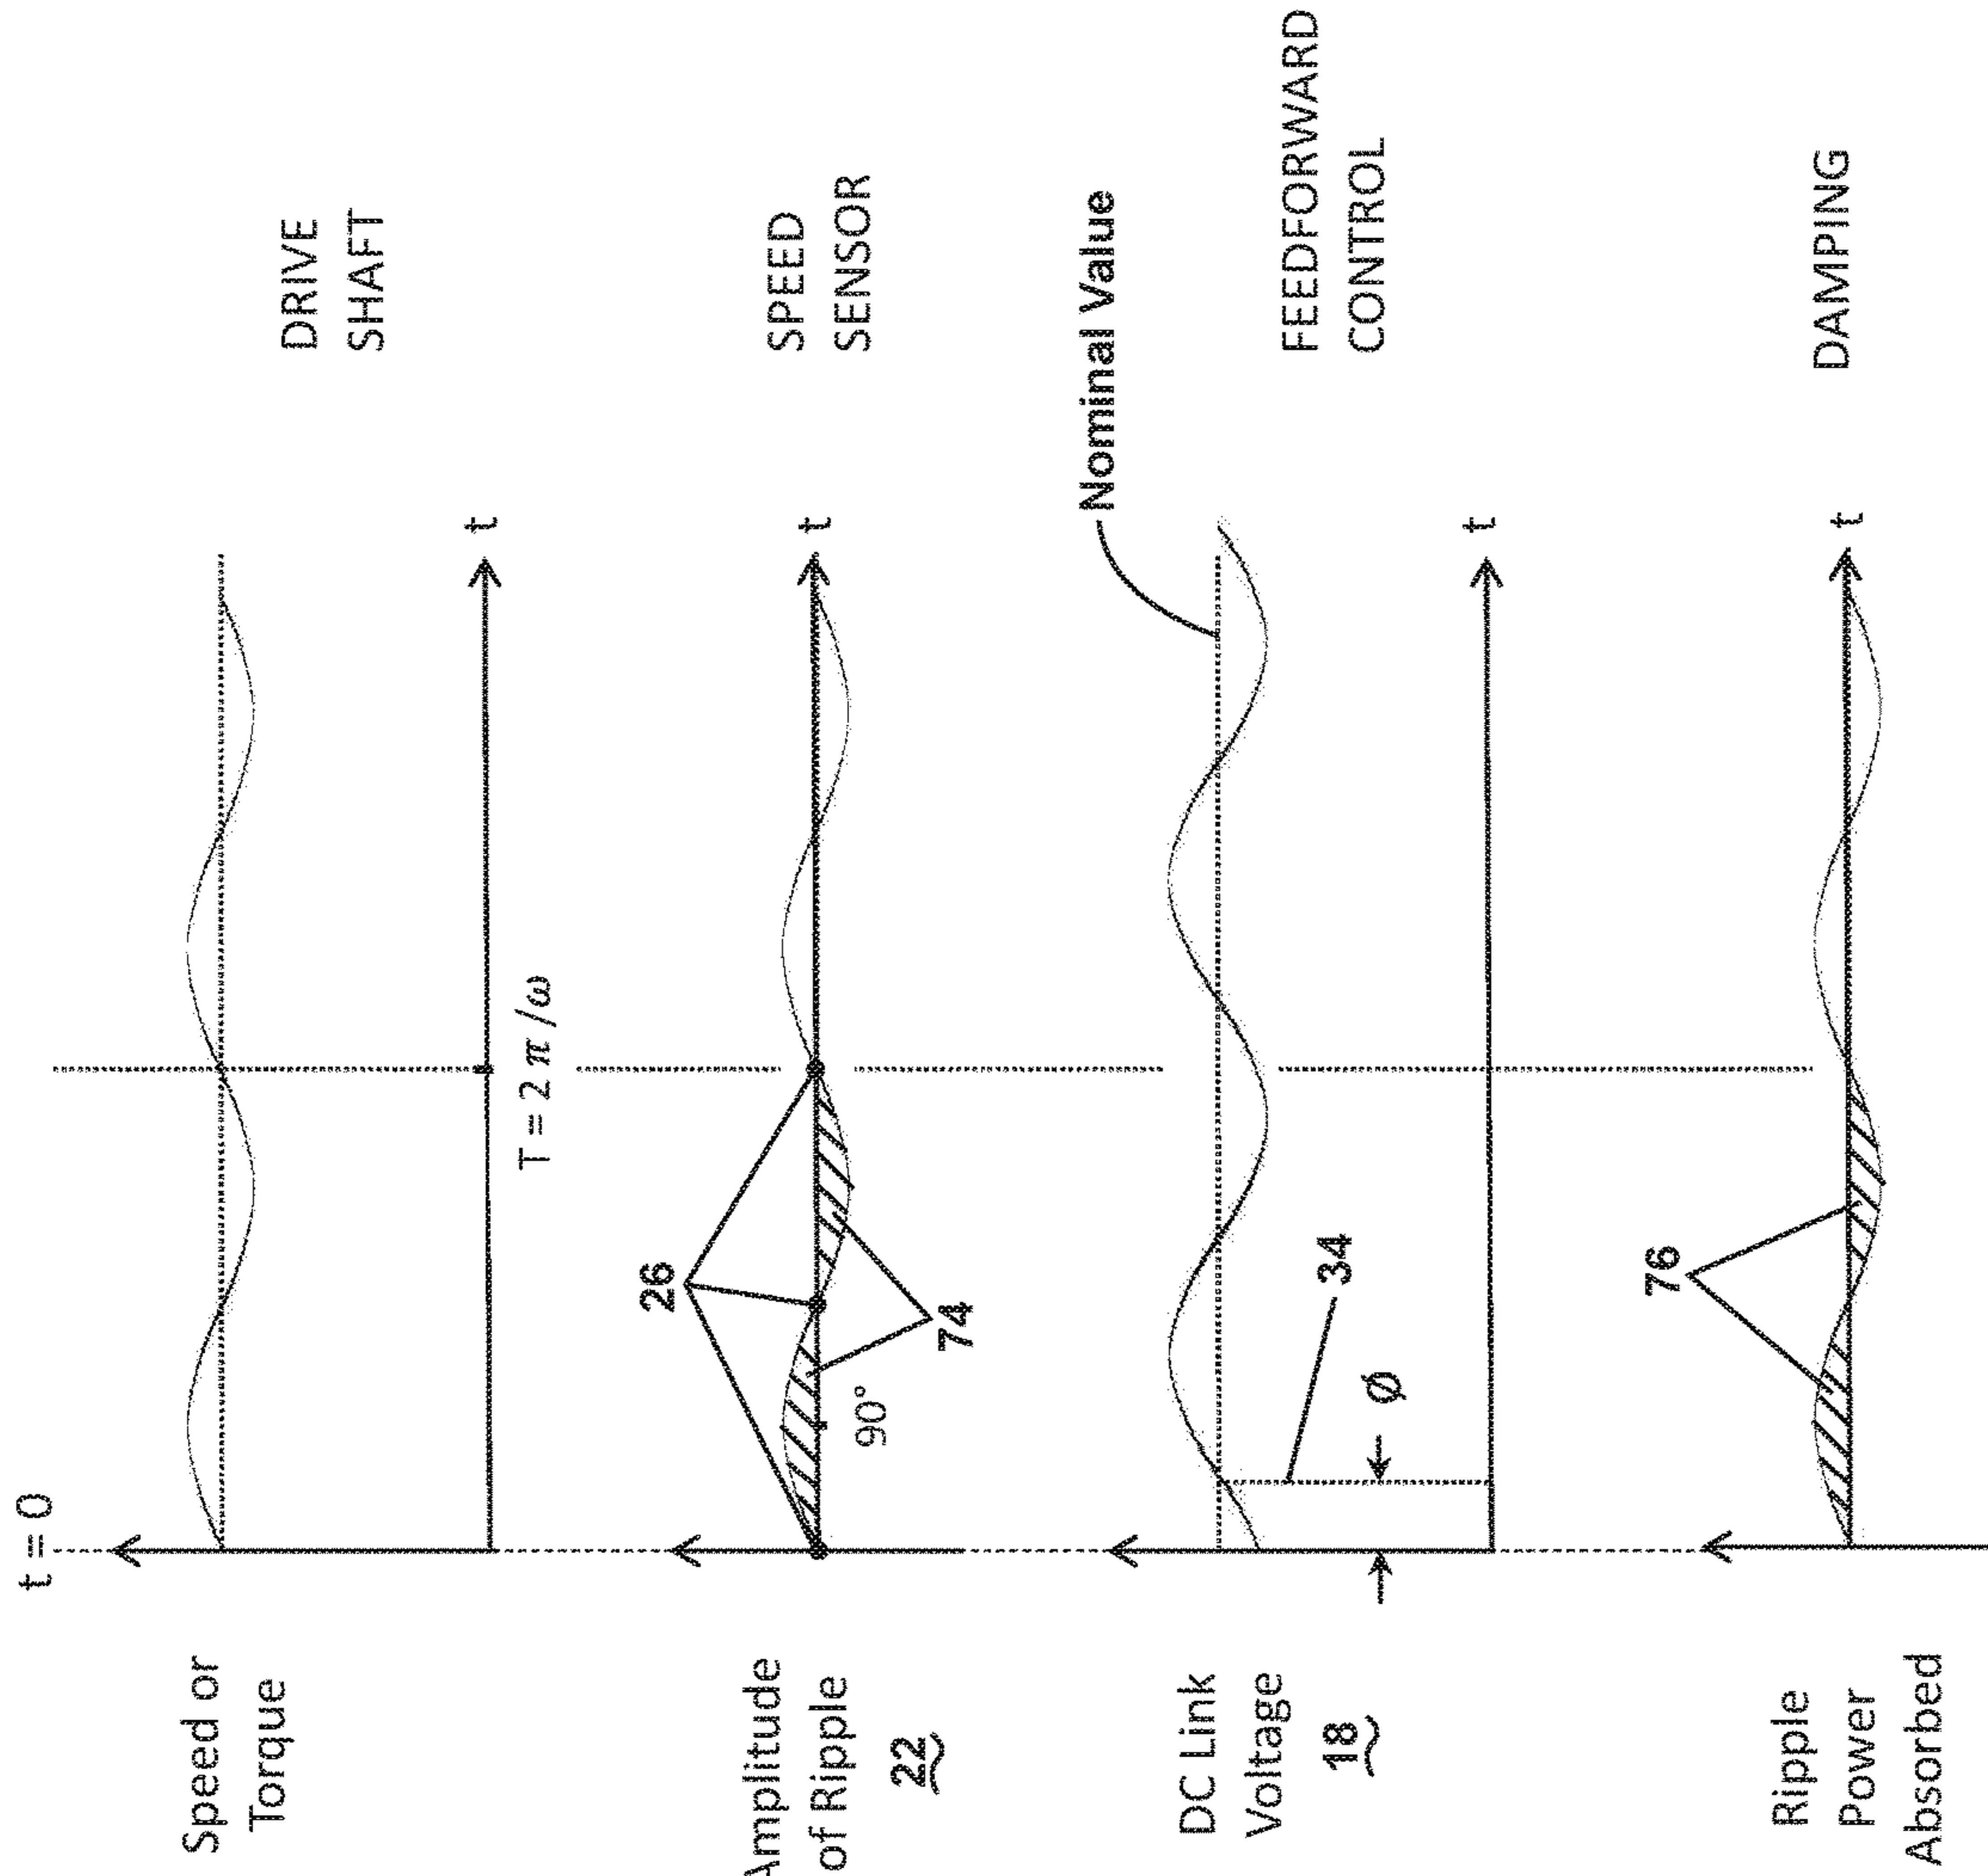 t = 0
Speed or
Torque
DRIVE
SHAFT
t
T = 2 π / ω
Amplitude
of Ripple
22
26
74
90°
t
SPEED
SENSOR
Nominal Value
DC Link
Voltage
18
34
Ø
t
FEEDFORWARD
CONTROL
Ripple
Power
Absorbed
76
t
DAMPING